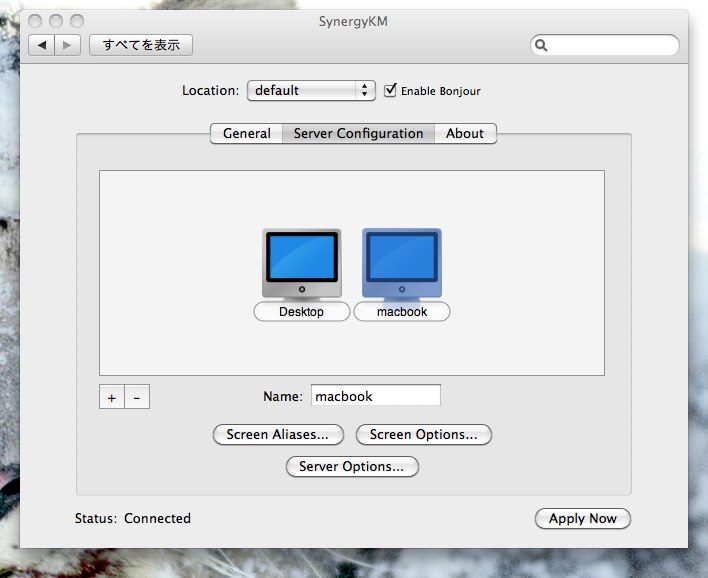 SynergyKM
すべてを表示
Location: default Enable Bonjour
General Server Configuration About
Desktop macbook
+ -
Name: macbook
Screen Aliases... Screen Options...
Server Options...
Status: Connected Apply Now